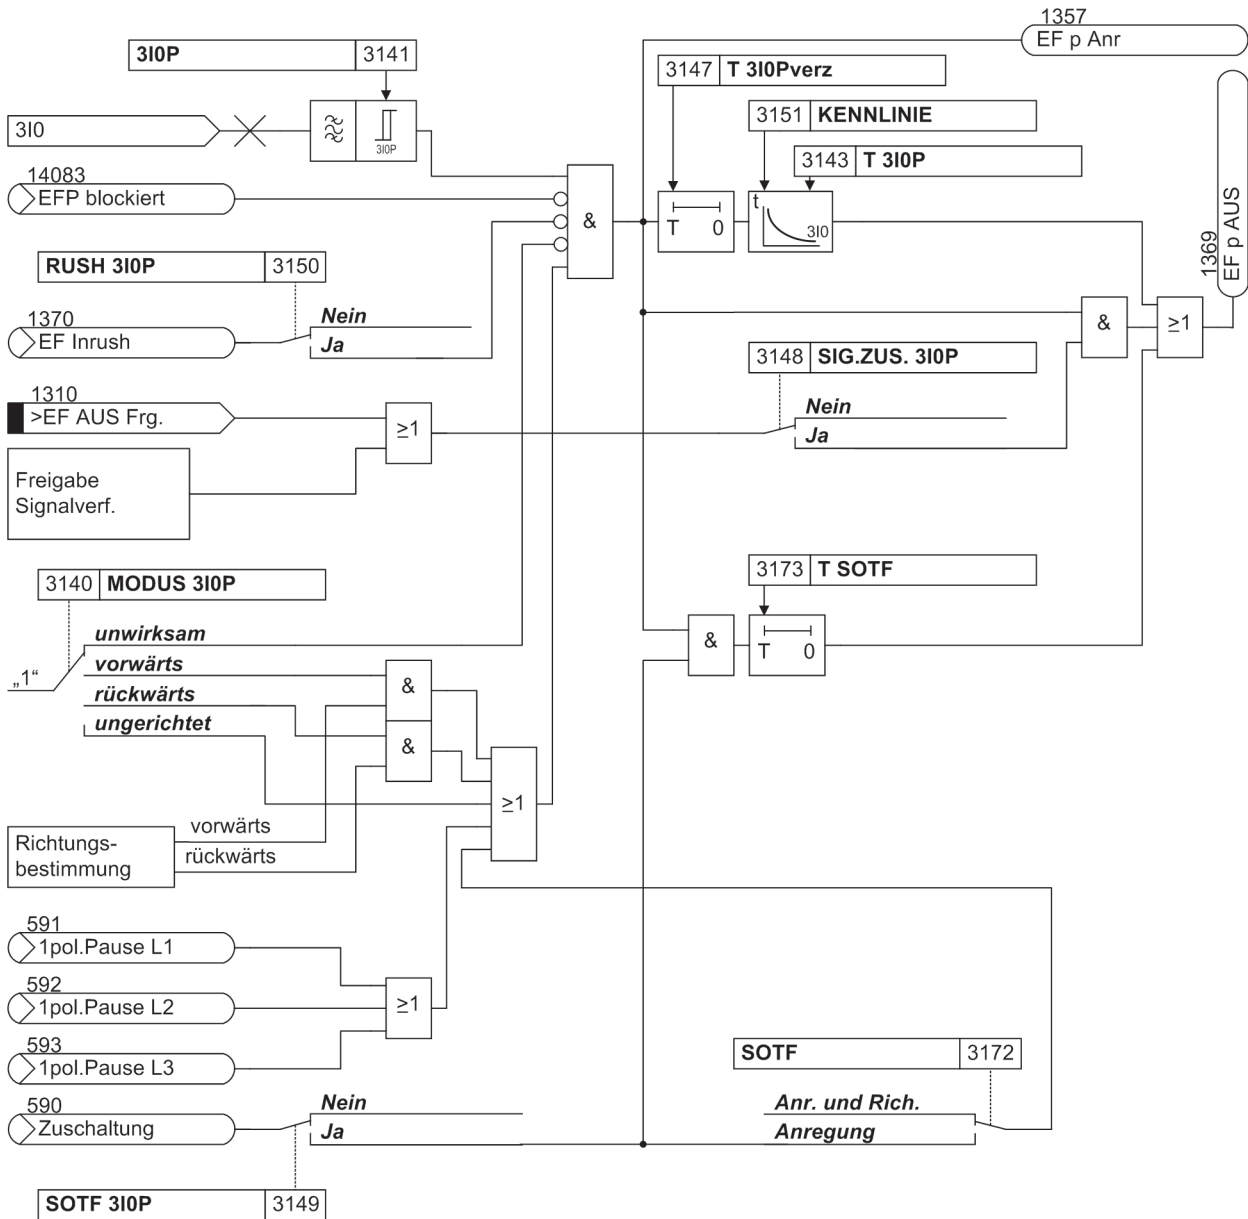 1357
EF p Anr
3I0P 3141
3147 T 3I0Pverz
3151 KENNLINIE
3I0
3I0P
3143 T 3I0P
14083
EFP blockiert
&
T 0
t
3I0
1369
EF p AUS
RUSH 3I0P 3150
1370
EF Inrush
Nein
Ja
&
≥1
3148 SIG.ZUS. 3I0P
1310
>EF AUS Frg.
≥1
Nein
Ja
Freigabe
Signalverf.
3140 MODUS 3I0P
3173 T SOTF
unwirksam
vorwärts
rückwärts
ungerichtet
„1“
&
&
&
T 0
≥1
Richtungs-
bestimmung
vorwärts
rückwärts
591
1pol.Pause L1
592
1pol.Pause L2
≥1
593
1pol.Pause L3
SOTF 3172
590
Zuschaltung
Nein
Ja
Anr. und Rich.
Anregung
SOTF 3I0P 3149